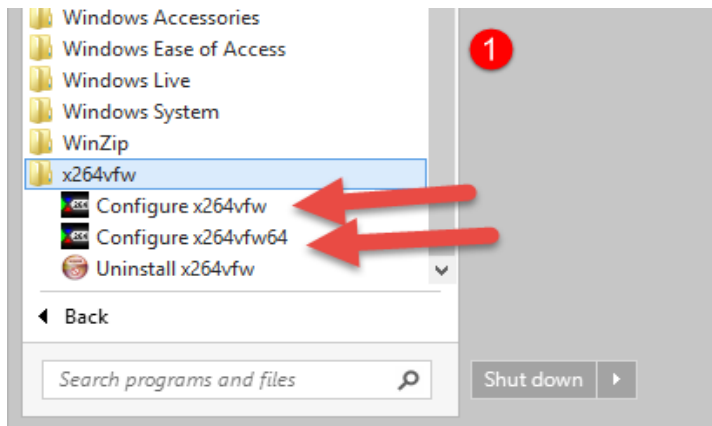 Windows Accessories
Windows Ease of Access
1
Windows Live
Windows System
WinZip
x264vfw
Configure x264vfw
Configure x264vfw64
Uninstall x264vfw
Back
Search programs and files
Shut down